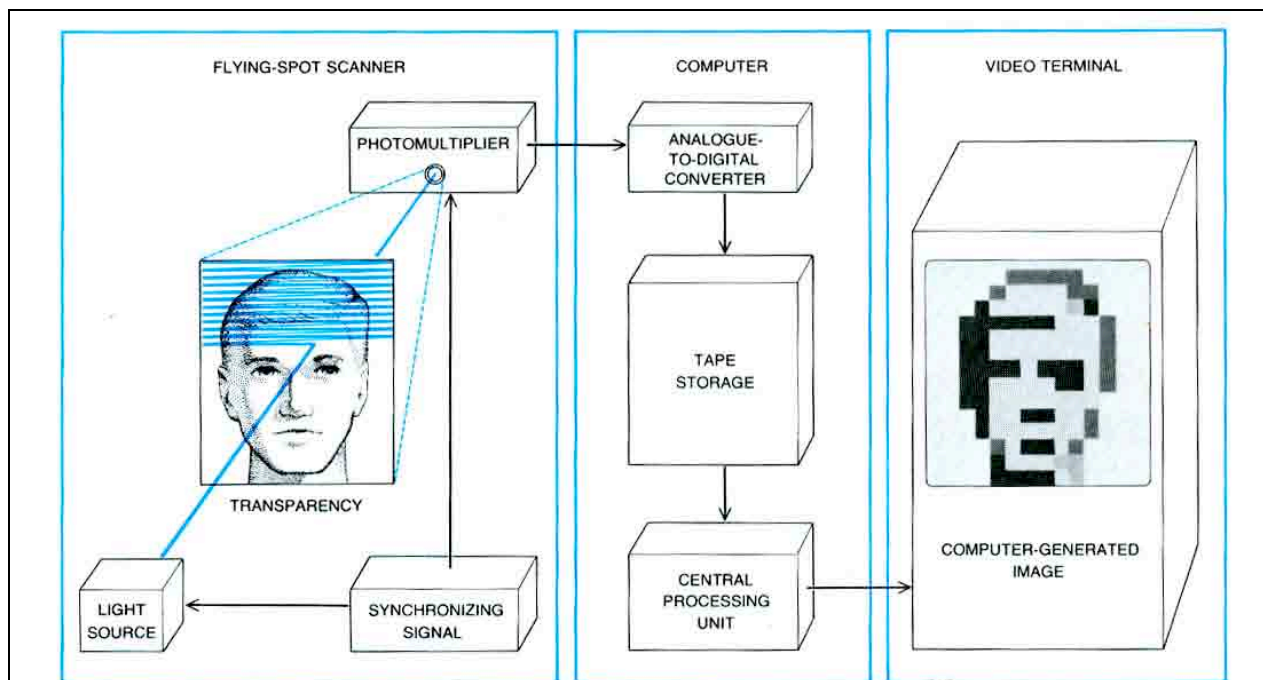 FLYING-SPOT SCANNER
COMPUTER
VIDEO TERMINAL
PHOTOMULTIPLIER
ANALOGUE-
TO-DIGITAL
CONVERTER
TAPE
STORAGE
TRANSPARENCY
LIGHT
SOURCE
SYNCHRONIZING
SIGNAL
CENTRAL
PROCESSING
UNIT
COMPUTER-GENERATED
IMAGE